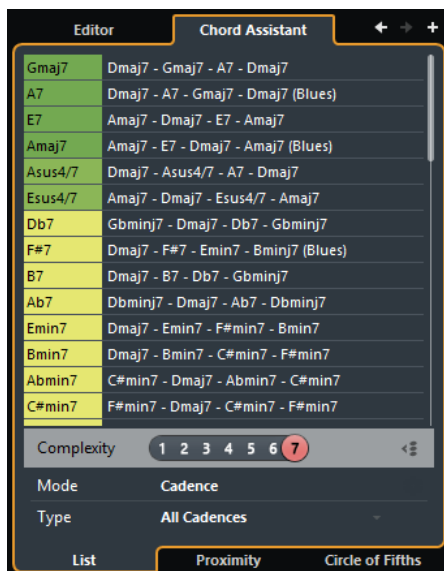 Editor Chord Assistant
Gmaj7 Dmaj7 - Gmaj7 - A7 - Dmaj7
A7 Dmaj7 - A7 - Gmaj7 - Dmaj7 (Blues)
E7 Amaj7 - Dmaj7 - E7 - Amaj7
Amaj7 Amaj7 - E7 - Dmaj7 - Amaj7 (Blues)
Asus4/7 Dmaj7 - Asus4/7 - A7 - Dmaj7
Esus4/7 Amaj7 - Dmaj7 - Esus4/7 - Amaj7
Db7 Gbminj7 - Dmaj7 - Db7 - Gbminj7
F#7 Dmaj7 - F#7 - Emin7 - Bminj7 (Blues)
B7 Dmaj7 - B7 - Db7 - Gbminj7
Ab7 Dbminj7 - Dmaj7 - Ab7 - Dbminj7
Emin7 Dmaj7 - Emin7 - F#min7 - Bmin7
Bmin7 Dmaj7 - Bmin7 - C#min7 - F#min7
Abmin7 C#min7 - Dmaj7 - Abmin7 - C#min7
C#min7 F#min7 - Dmaj7 - C#min7 - F#min7
Complexity 1 2 3 4 5 6 7
Mode Cadence
Type All Cadences
List Proximity Circle of Fifths